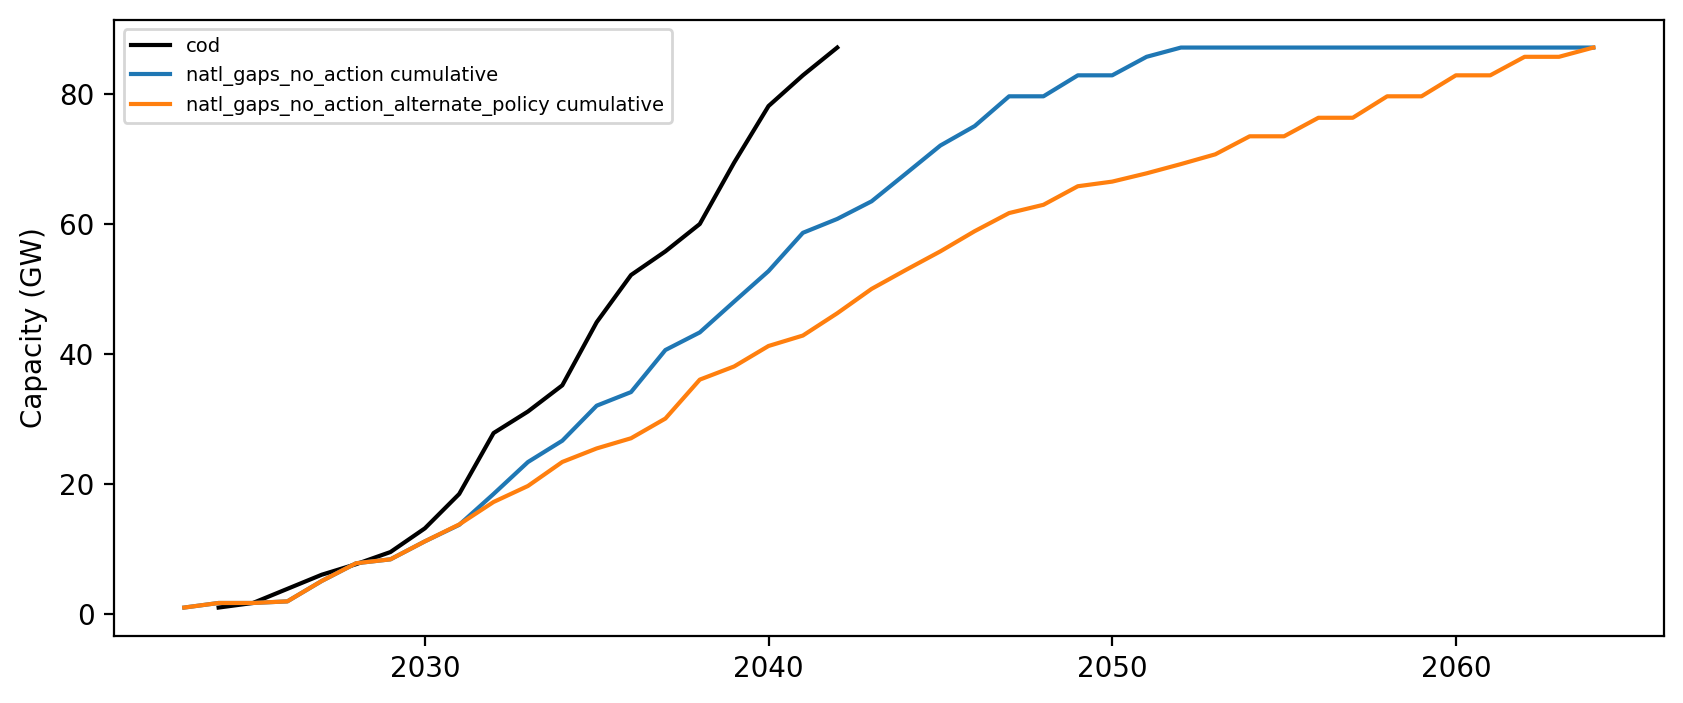 cod
natl_gaps_no_action cumulative
natl_gaps_no_action_alternate_policy cumulative
Capacity (GW)
80
60
40
20
0
2030 2040 2050 2060